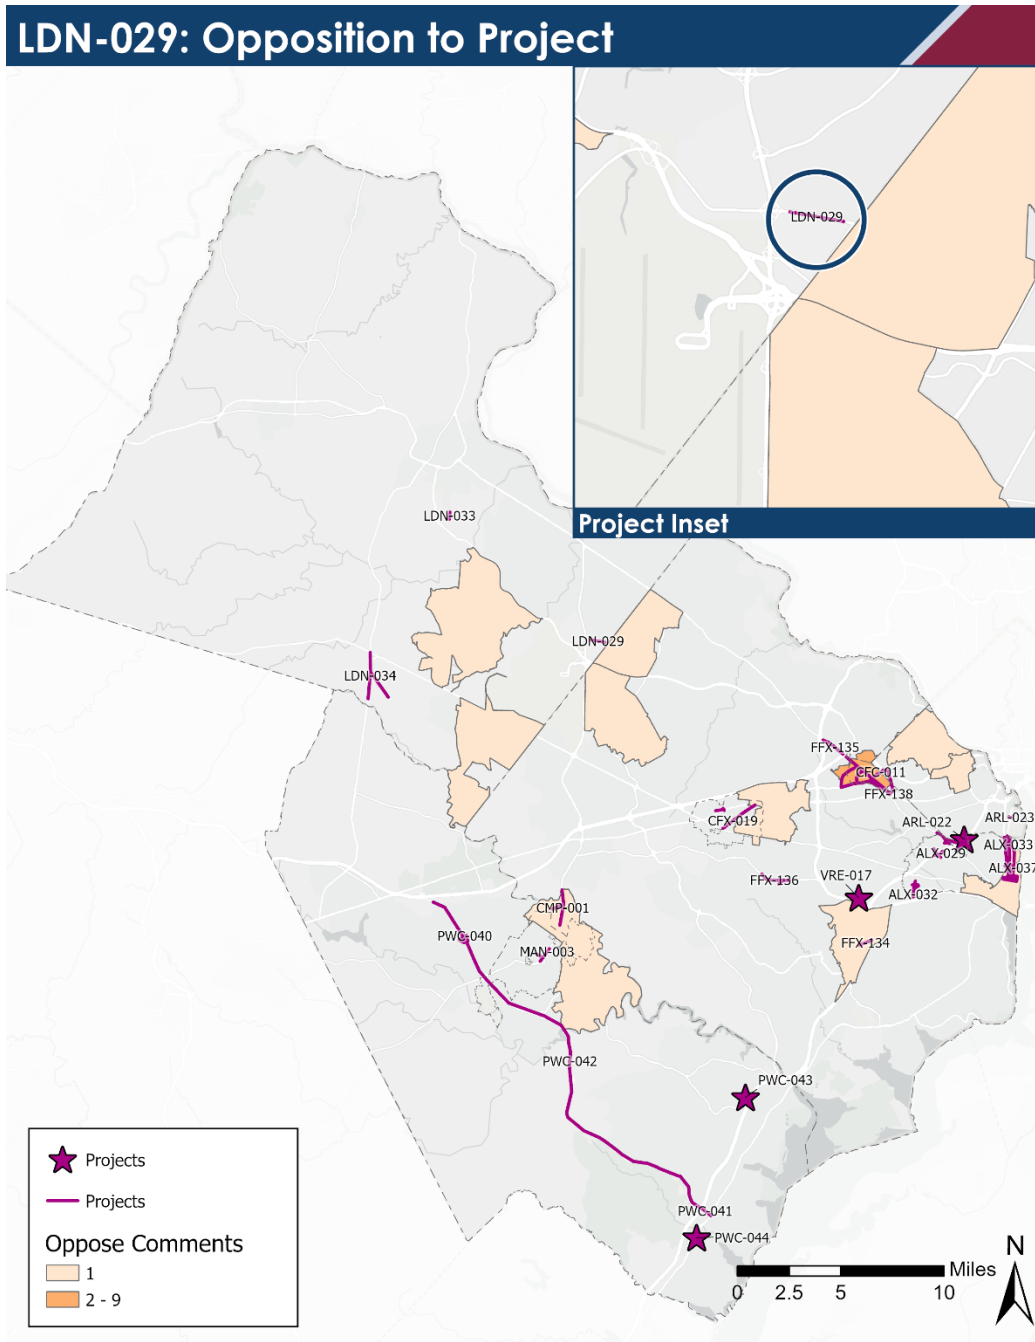 LDN-029: Opposition to Project
LDN-029
Project Inset
LDN-033
LDN-029
LDN-034
FFX-135
CFC-011
FFX-138
CFX-019
ARL-022
ARL-023
ALX-033
ALX-029
ALX-037
VRE-017
FFX-136
ALX-032
CMP-001
PWC-040
FFX-134
MAN-003
PWC-042
PWC-043
PWC-041
PWC-044
Projects
Projects
Oppose Comments
1
2 - 9
N
Miles
0 2.5 5 10